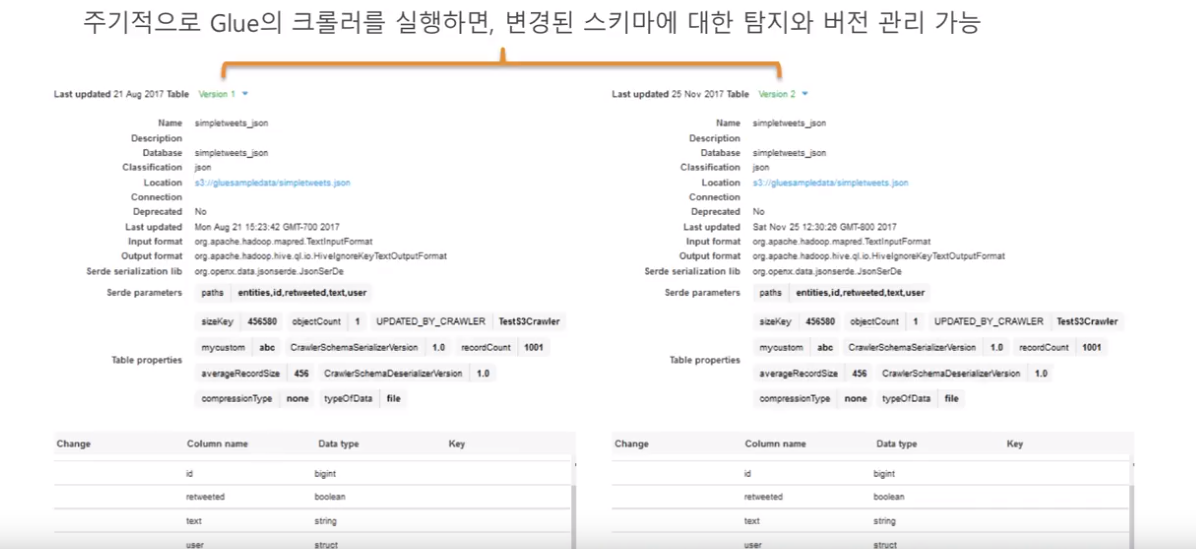 주기적으로 Glue의 크롤러를 실행하면, 변경된 스키마에 대한 탐지와 버전 관리 가능
Last updated 21 Aug 2017 Table Version 1
Name simpletweets_json
Description
Database simpletweets_json
Classification json
Location s3://gluesampledata/simpletweets.json
Connection
Deprecated No
Last updated Mon Aug 21 15:23:42 GMT-700 2017
Input format org.apache.hadoop.mapred.TextInputFormat
Output format org.apache.hadoop.hive.ql.io.HiveIgnoreKeyTextOutputFormat
Serde serialization lib org.openx.data.jsonserde.JsonSerDe
Serde parameters paths entities,id,retweeted,text,user
sizeKey 456580 objectCount 1 UPDATED_BY_CRAWLER TestS3Crawler
mycustom abc CrawlerSchemaSerializerVersion 1.0 recordCount 1001
Table properties
averageRecordSize 456 CrawlerSchemaDeserializerVersion 1.0
compressionType none typeOfData file
Change Column name Data type Key
id bigint
retweeted boolean
text string
user struct
Last updated 25 Nov 2017 Table Version 2
Name simpletweets_json
Description
Database simpletweets_json
Classification json
Location s3://gluesampledata/simpletweets.json
Connection
Deprecated No
Last updated Sat Nov 25 12:30:26 GMT-800 2017
Input format org.apache.hadoop.mapred.TextInputFormat
Output format org.apache.hadoop.hive.ql.io.HiveIgnoreKeyTextOutputFormat
Serde serialization lib org.openx.data.jsonserde.JsonSerDe
Serde parameters paths entities,id,retweeted,text,user
sizeKey 456580 objectCount 1 UPDATED_BY_CRAWLER TestS3Crawler
mycustom abc CrawlerSchemaSerializerVersion 1.0 recordCount 1001
Table properties
averageRecordSize 456 CrawlerSchemaDeserializerVersion 1.0
compressionType none typeOfData file
Change Column name Data type Key
id bigint
retweeted boolean
text string
user struct